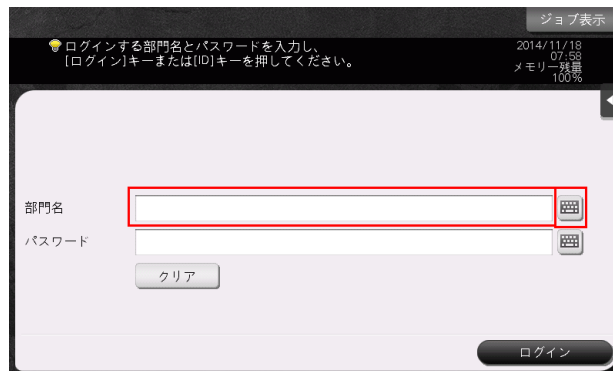 ジョブ表示
ログインする部門名とパスワードを入力し、
[ログイン]キーまたは[ID]キーを押してください。
2014/11/18
07:58
メモリー残量
100%
部門名
パスワード
クリア
ログイン